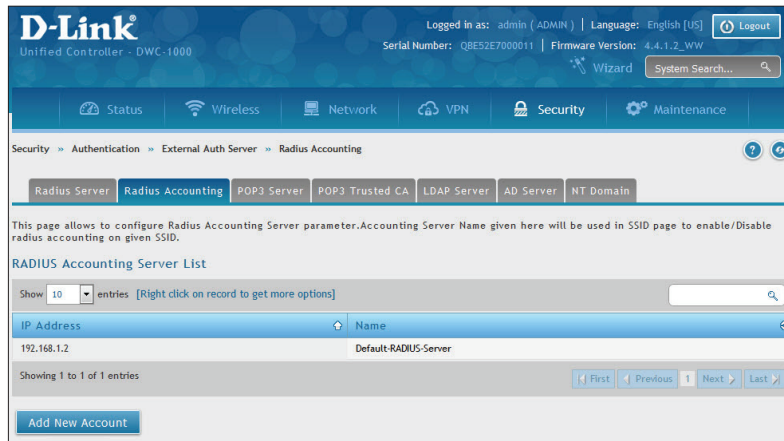 D-Link
Unified Controller - DWC-1000
Logged in as: admin ( ADMIN ) | Language: English [US]
Logout
Serial Number: QBE52E7000011 | Firmware Version: 4.4.1.2_WW
Wizard
System Search...
Status
Wireless
Network
VPN
Security
Maintenance
Security » Authentication » External Auth Server » Radius Accounting
Radius Server
Radius Accounting
POP3 Server
POP3 Trusted CA
LDAP Server
AD Server
NT Domain
This page allows to configure Radius Accounting Server parameter.Accounting Server Name given here will be used in SSID page to enable/Disable
radius accounting on given SSID.
RADIUS Accounting Server List
Show 10 entries [Right click on record to get more options]
IP Address
Name
192.168.1.2
Default-RADIUS-Server
Showing 1 to 1 of 1 entries
First
Previous
1
Next
Last
Add New Account